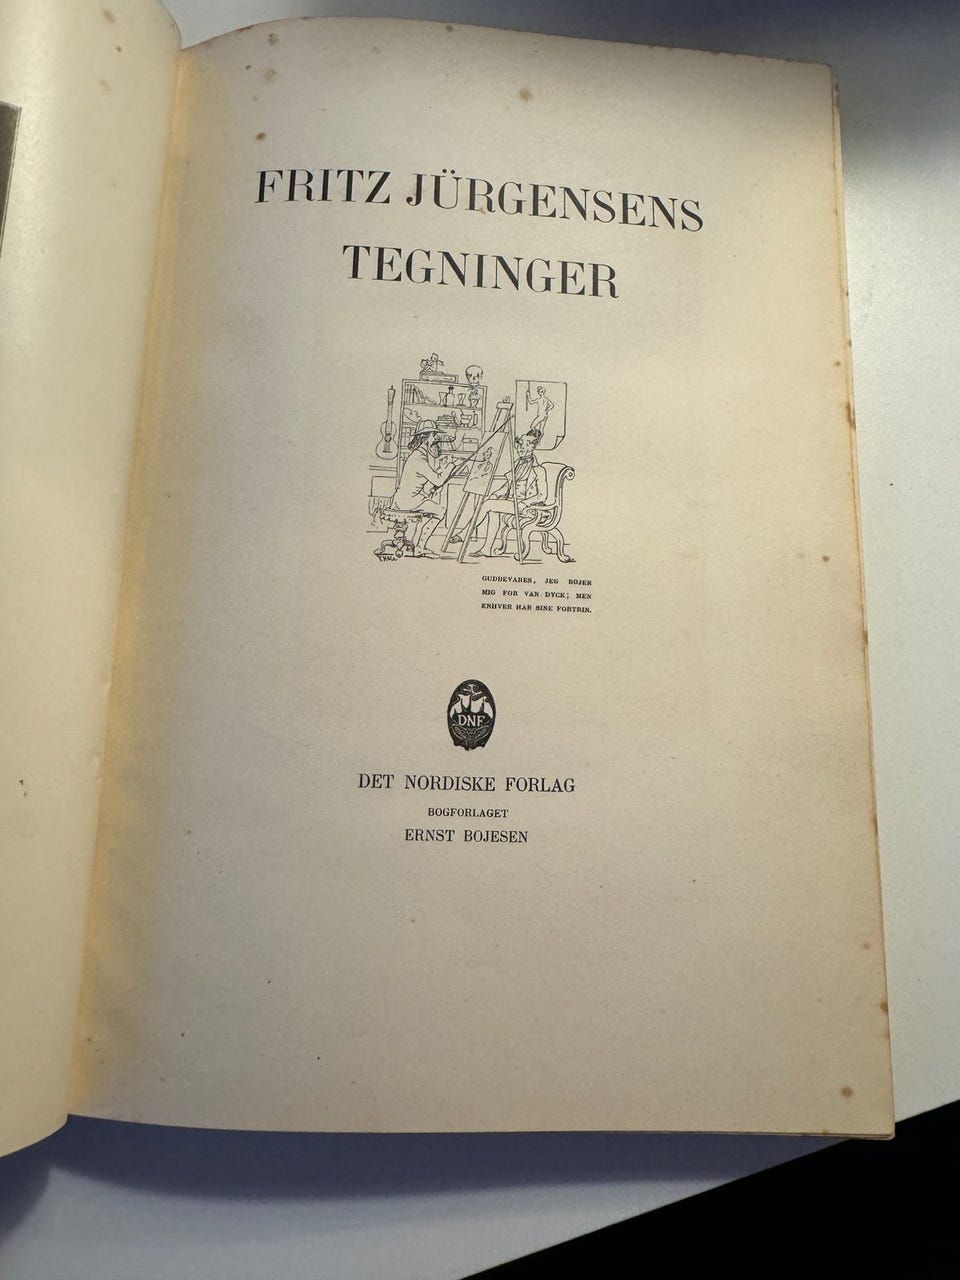 FRITZ JÜRGENSENS
TEGNINGER
GUDBEVARES, JEG BØJER
MIG FOR VAN DYCK; MEN
ENHVER HAR SINE FORTRIN.
DNF
DET NORDISKE FORLAG
BOGFORLAGET
ERNST BOJESEN